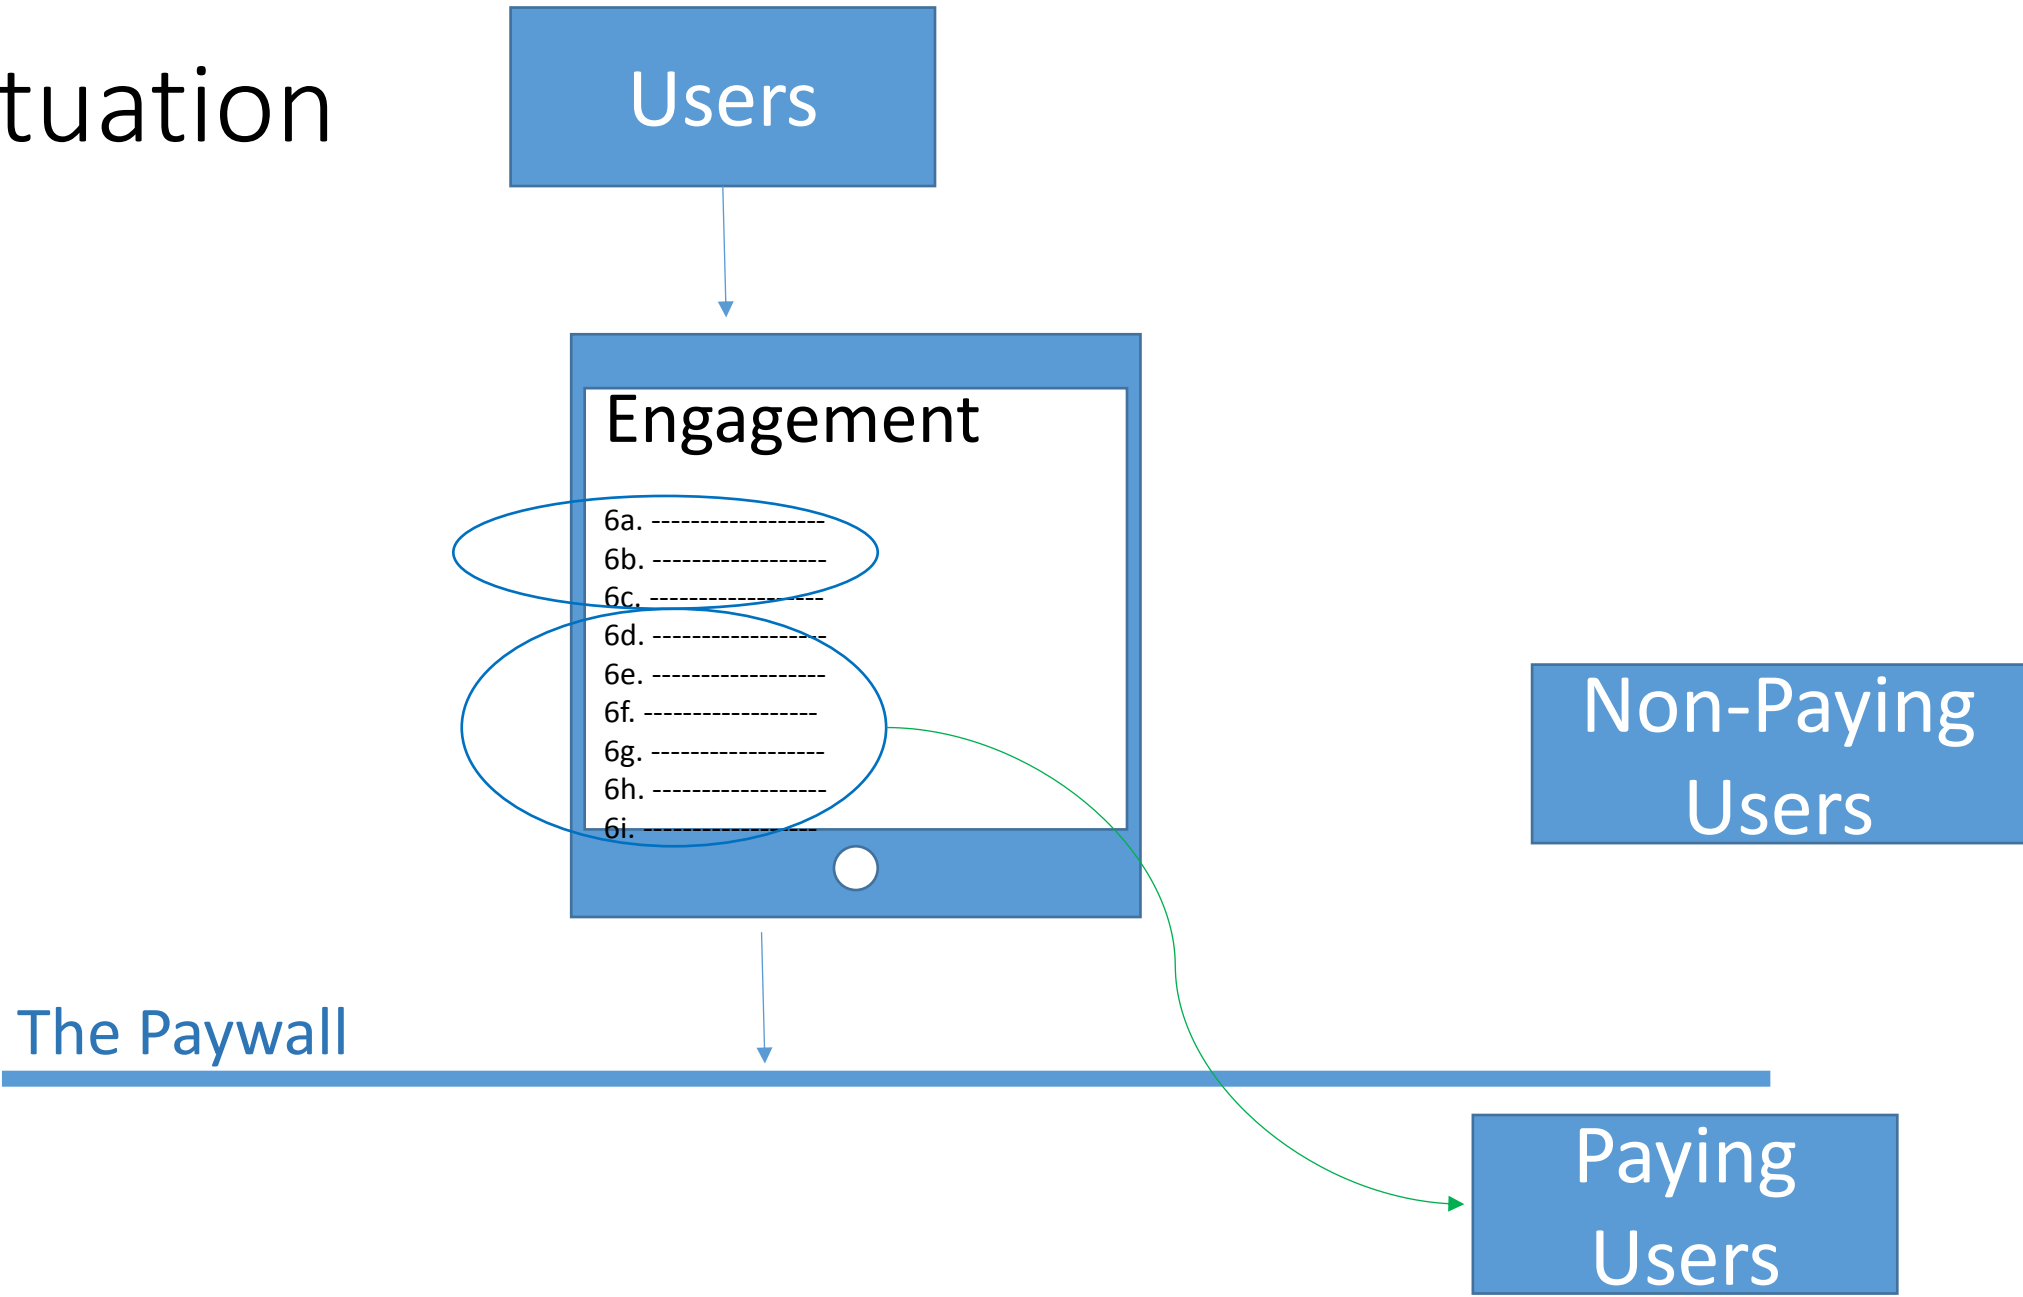 tuation
Users
Engagement
6a. ------------------
6b. ------------------
6c. ------------------
6d. ------------------
6e. ------------------
6f. ------------------
6g. ------------------
6h. ------------------
6i. ------------------
Non-Paying
Users
The Paywall
Paying
Users